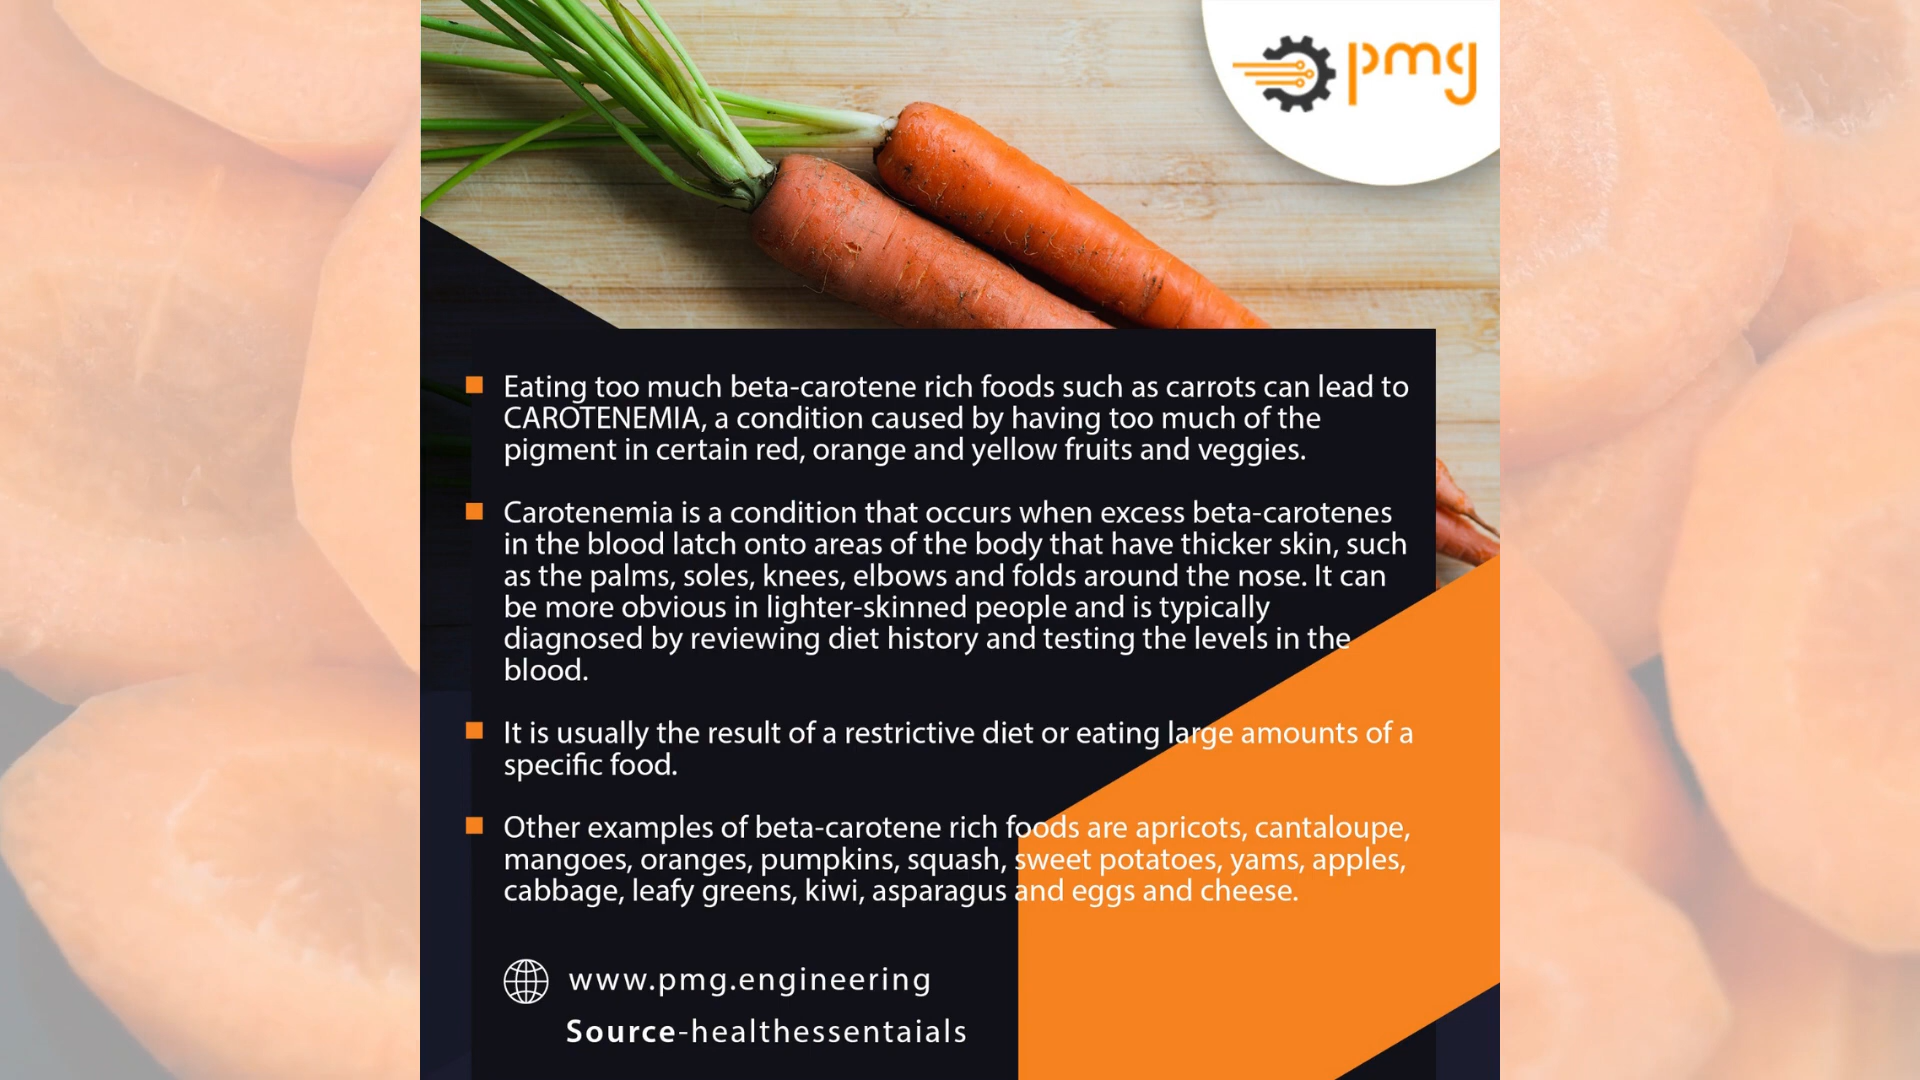 pmg
Eating too much beta-carotene rich foods such as carrots can lead to
CAROTENEMIA, a condition caused by having too much of the
pigment in certain red, orange and yellow fruits and veggies.
Carotenemia is a condition that occurs when excess beta-carotenes
in the blood latch onto areas of the body that have thicker skin, such
as the palms, soles, knees, elbows and folds around the nose. It can
be more obvious in lighter-skinned people and is typically
diagnosed by reviewing diet history and testing the levels in the
blood.
It is usually the result of a restrictive diet or eating large amounts of a
specific food.
Other examples of beta-carotene rich foods are apricots, cantaloupe,
mangoes, oranges, pumpkins, squash, sweet potatoes, yams, apples,
cabbage, leafy greens, kiwi, asparagus and eggs and cheese.
www.pmg.engineering
Source-healthessentaials